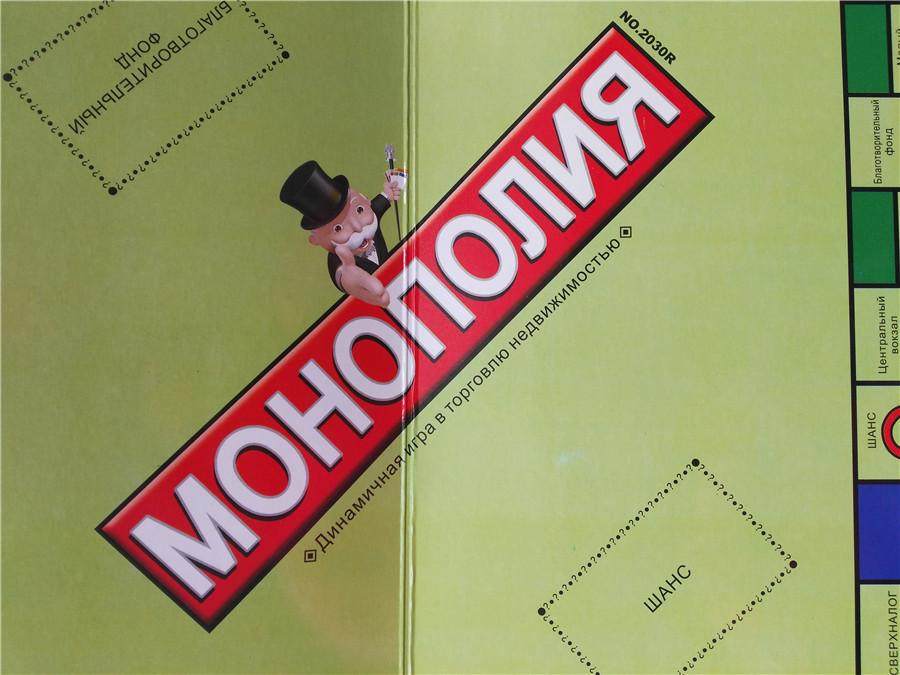 БЛАГОТВОРИТЕЛЬНЫЙ
ФОНД
NO.2030R
МОНОПОЛИЯ
Динамичная игра в торговлю недвижимостью
ШАНС
Благотворительный
фонд
Центральный
вокзал
ШАНС
СВЕРХНАЛОГ